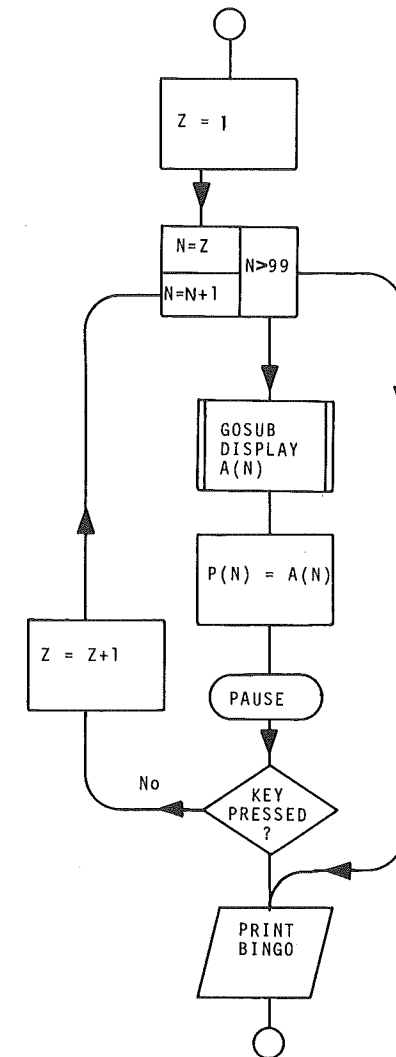 Z = 1
N=Z
N>99
N=N+1
GOSUB
DISPLAY
A(N)
P(N) = A(N)
Z = Z+1
PAUSE
No
KEY
PRESSED
?
PRINT
BINGO